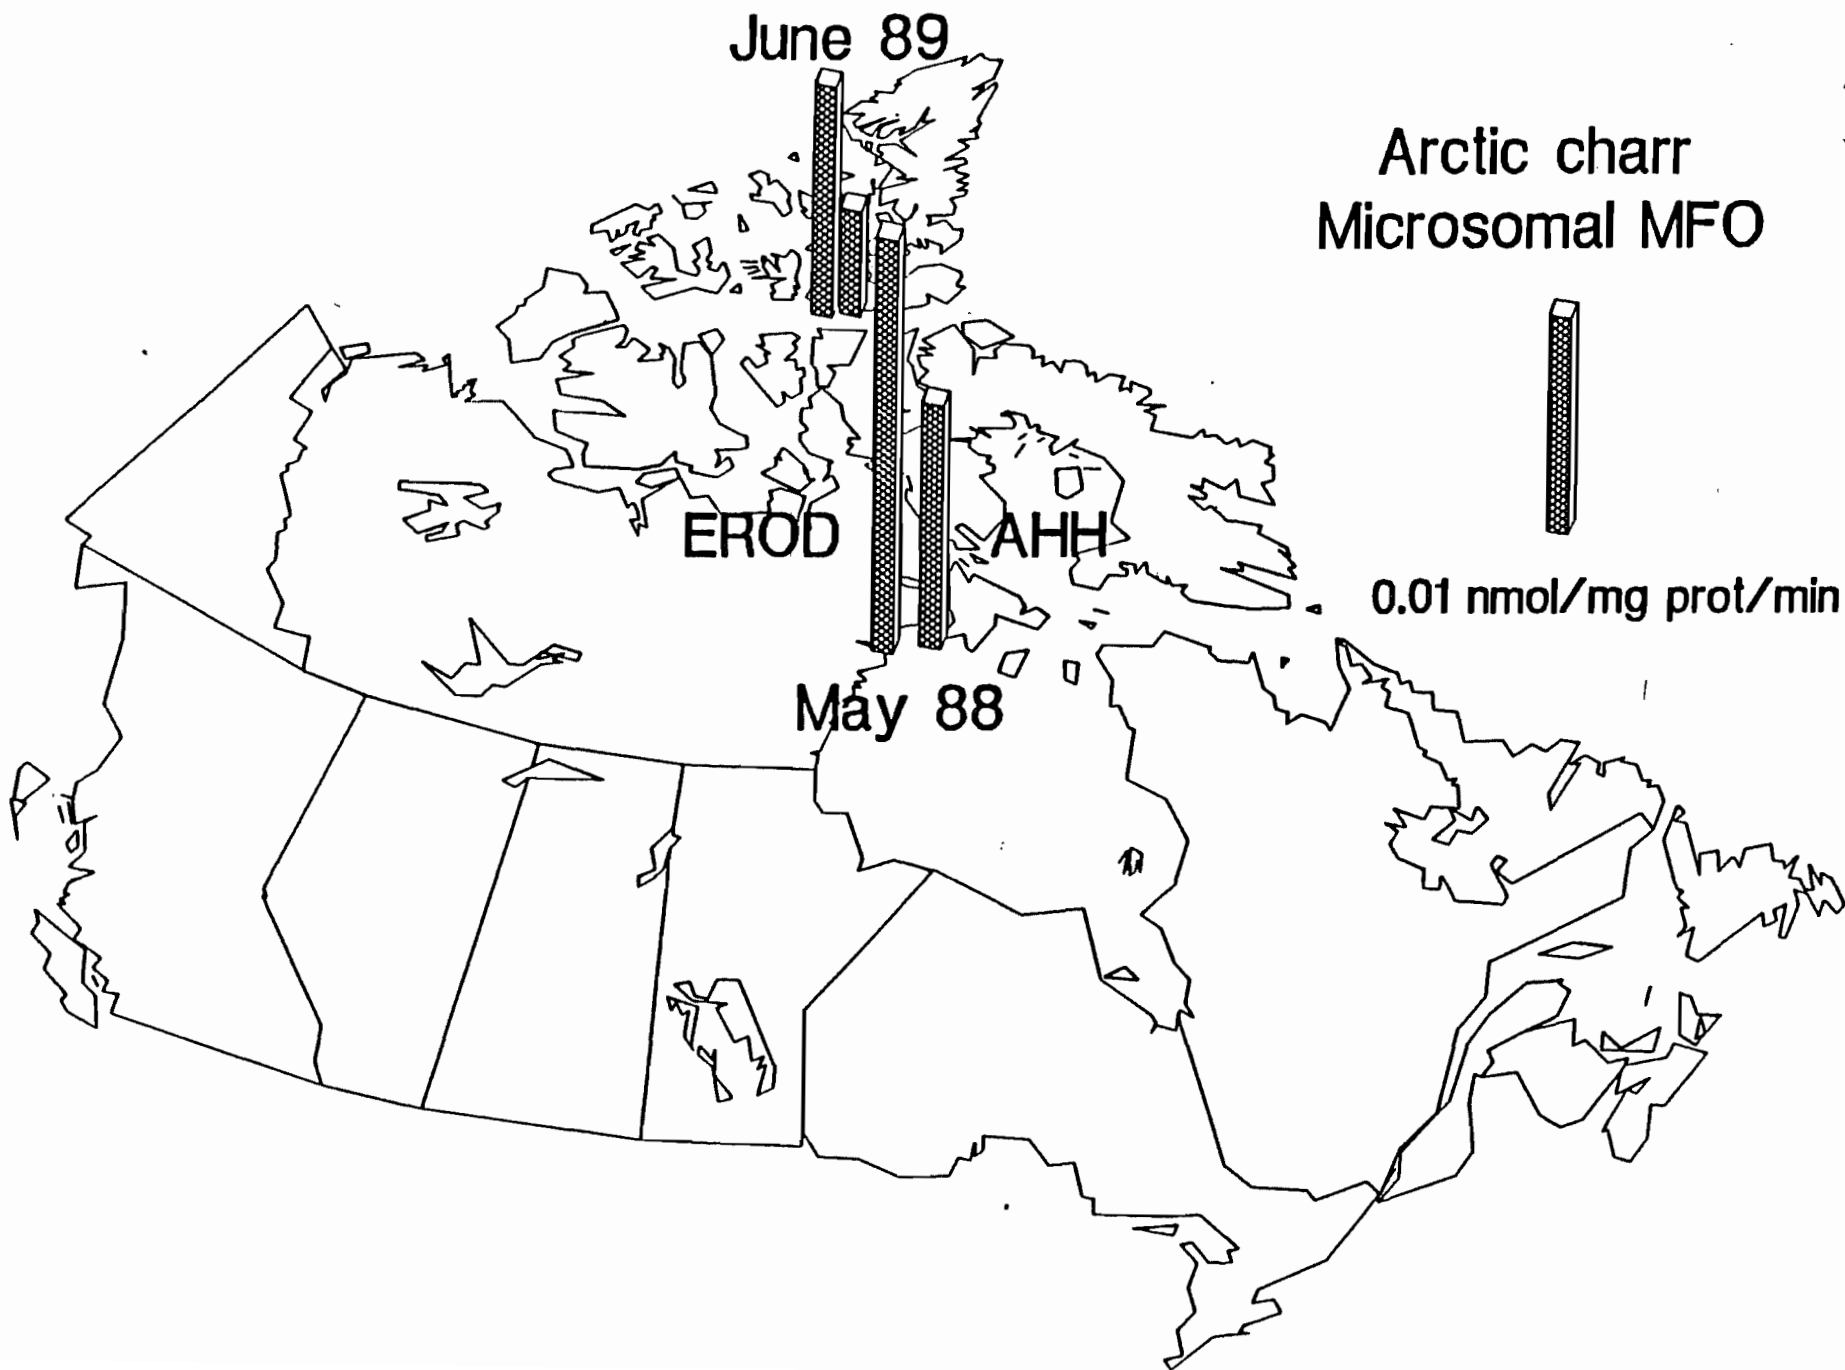 June 89
Arctic charr
Microsomal MFO
EROD
AHH
0.01 nmol/mg prot/min
May 88